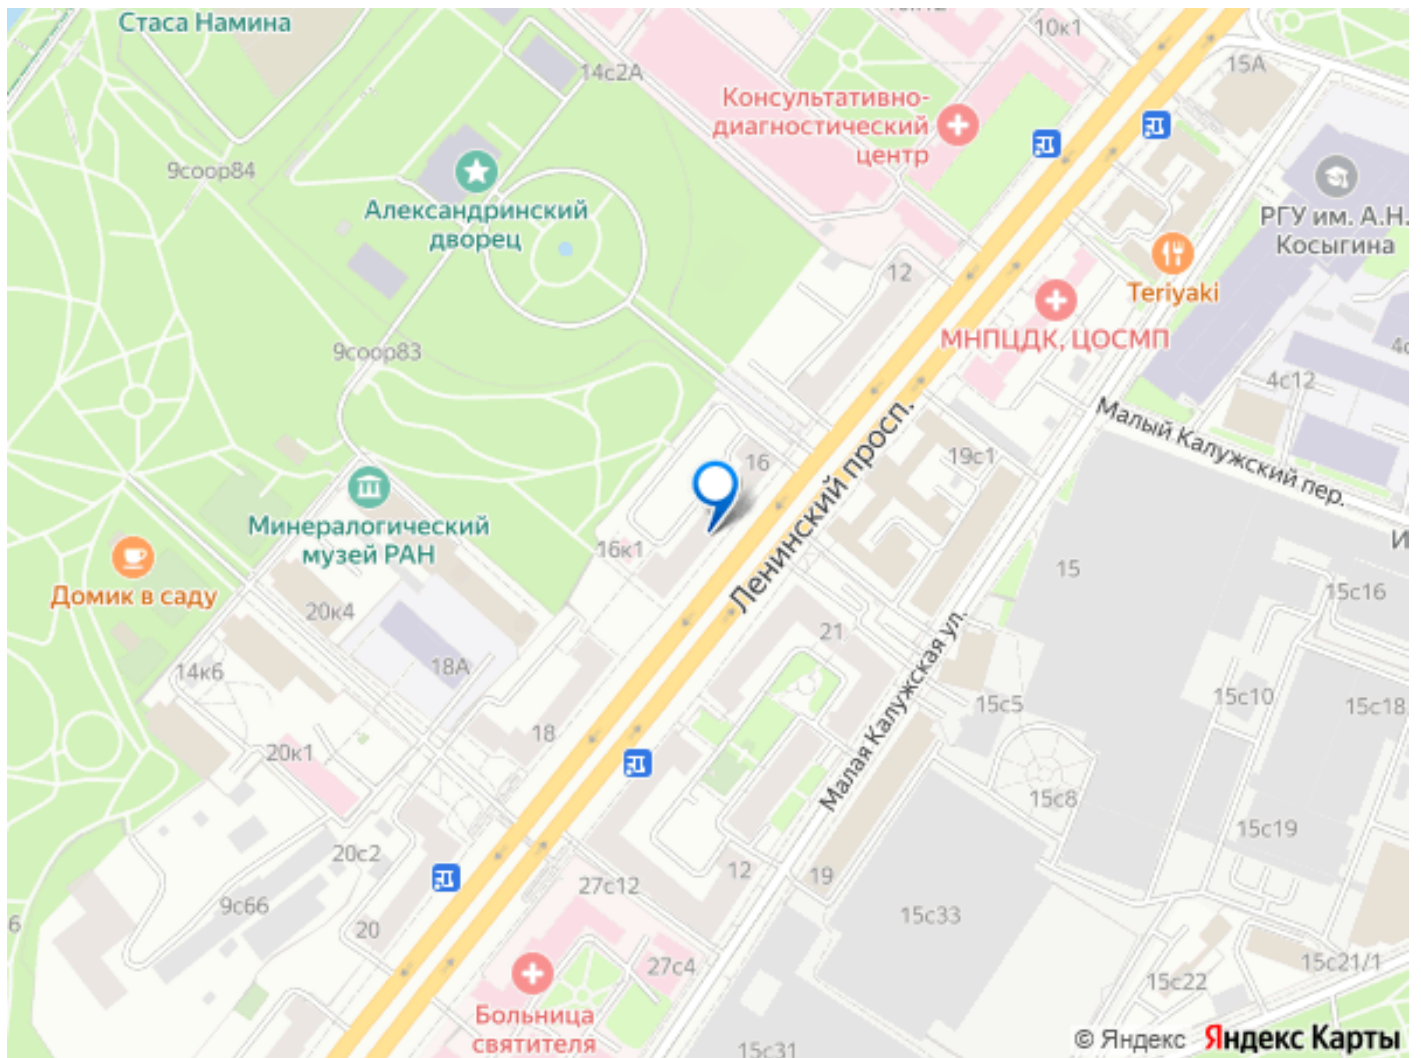 Стаса Намина
10к1
14с2А
15А
Консультативно-
диагностический
центр
9соор84
Александринский
дворец
РГУ им. А.Н.
Косыгина
12
Teriyaki
МНПЦДК, ЦОСМП
9соор83
4с12
Малый Калужский пер.
Ленинский просп.
16
19с1
Минералогический
музей РАН
16к1
15
Домик в саду
20к4
21
15с16
Малая Калужская ул.
14к6
18А
15с5
15с10
15с18
18
20к1
15с8
15с19
20с2
12
19
27с12
9с66
15с33
20
27с4
15с21/1
15с22
Больница
святителя
15с31
© Яндекс Яндекс Карты